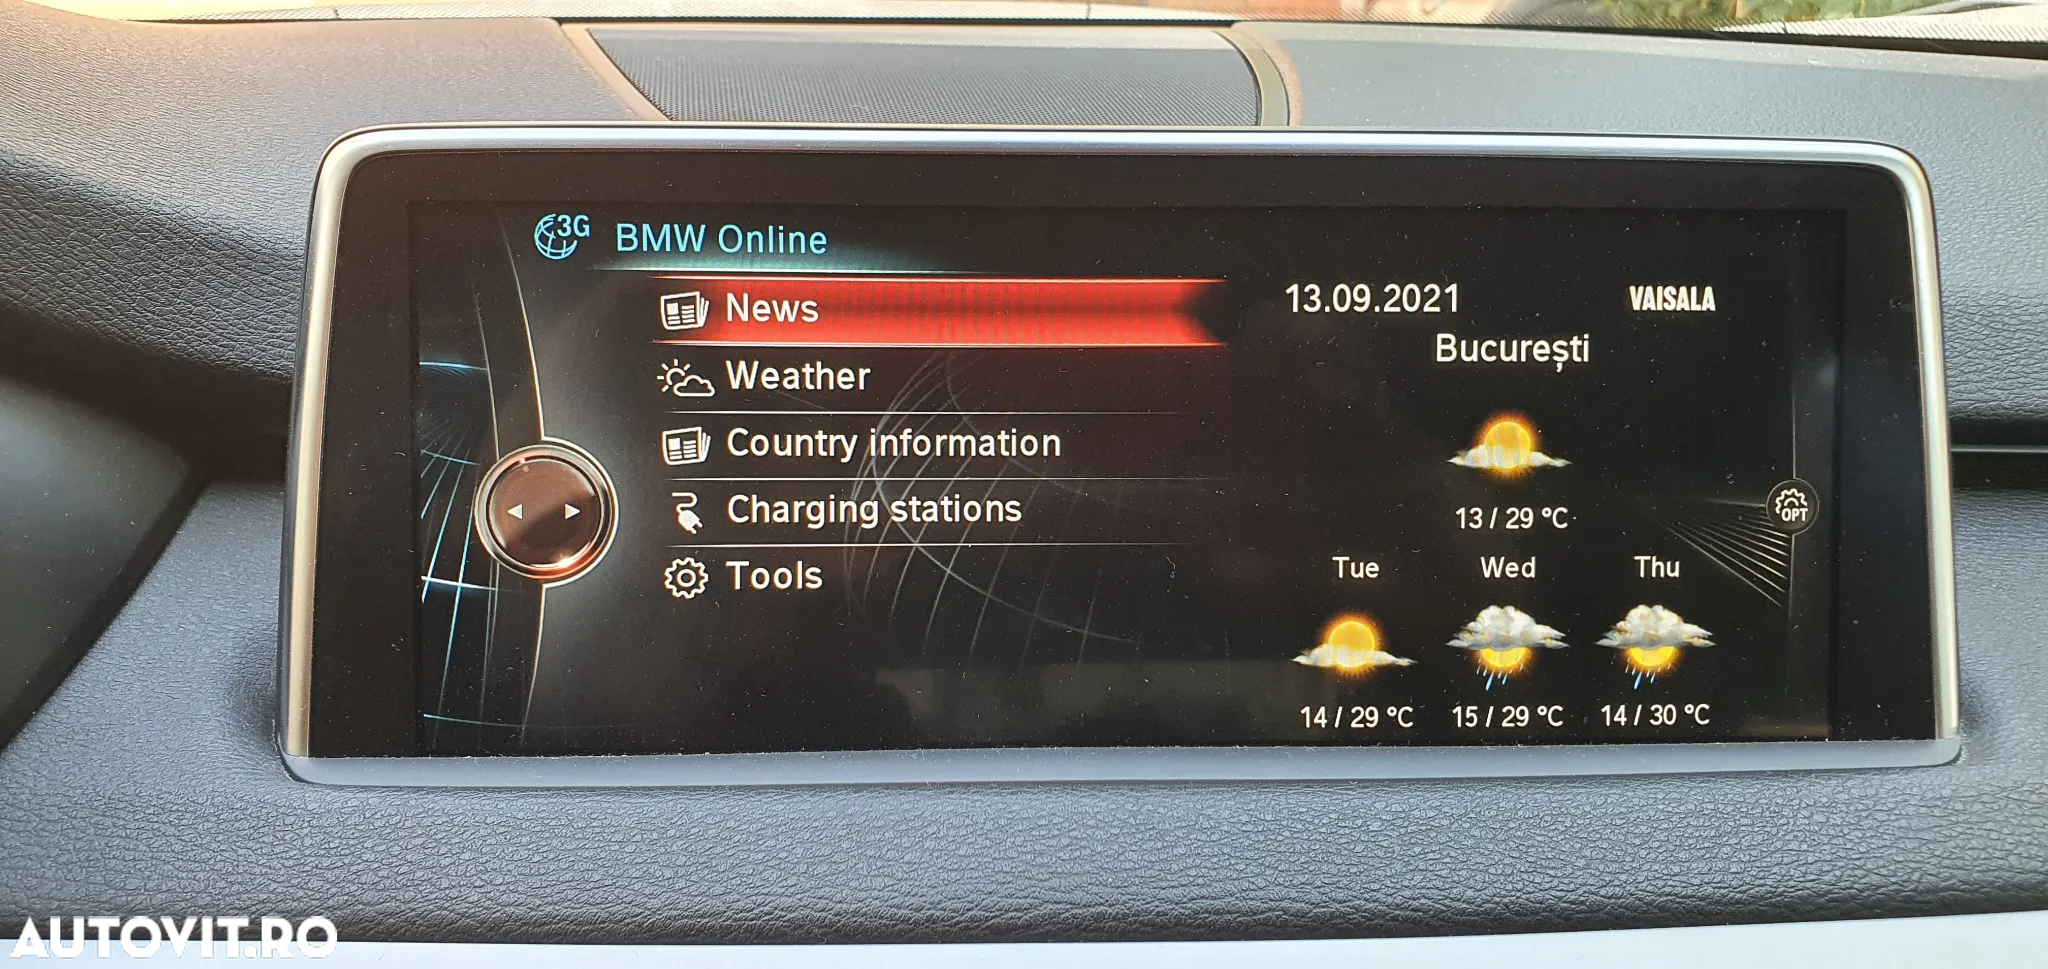 3G BMW Online
News
Weather
Country information
Charging stations
Tools
13.09.2021 VAISALA
București
13 / 29 °C
Tue Wed Thu
14 / 29 °C 15 / 29 °C 14 / 30 °C
OPT
AUTOVIT.RO